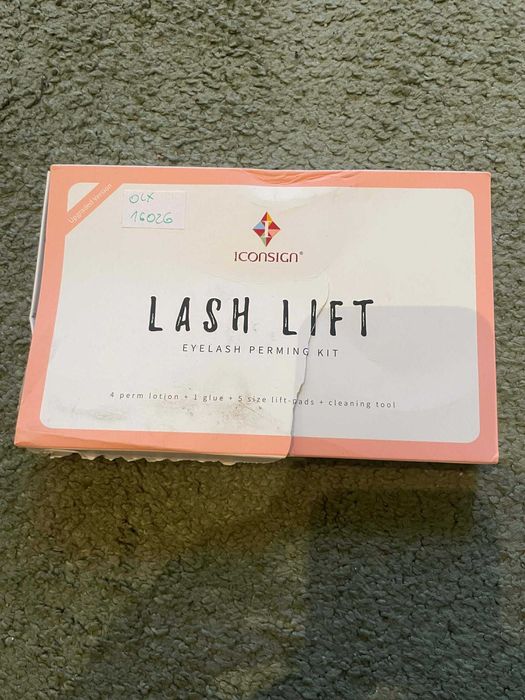 Upgraded Version
OLX
16026
ICONSIGN®
LASH LIFT
EYELASH PERMING KIT
4 perm lotion + 1 glue + 5 size lift-pads + cleaning tool